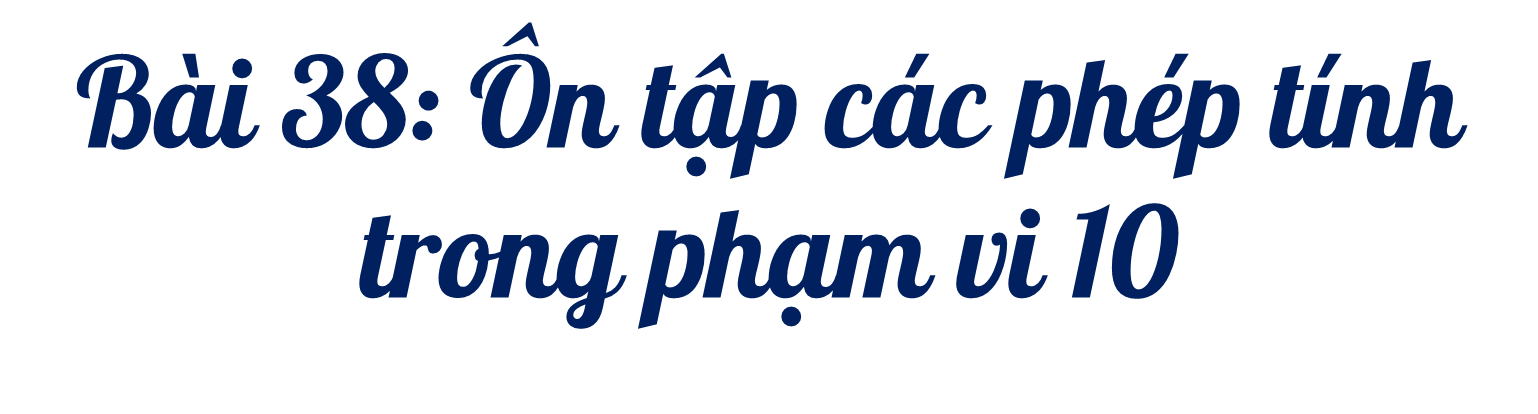 Bài 38: Ôn tập các phép tính
trong phạm vi 10